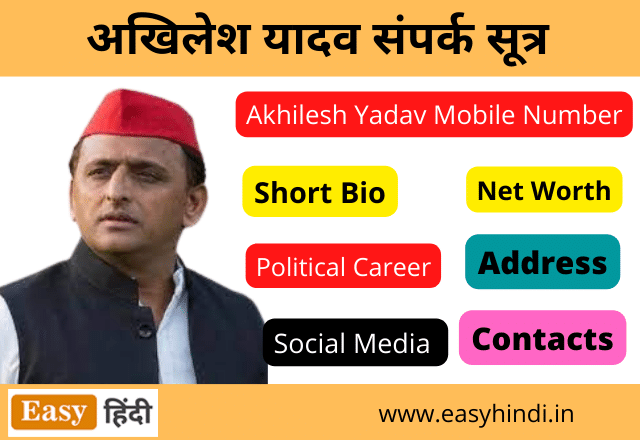 अखिलेश यादव संपर्क सूत्र
Akhilesh Yadav Mobile Number
Short Bio
Net Worth
Political Career
Address
Social Media
Contacts
Easy हिंदी
www.easyhindi.in